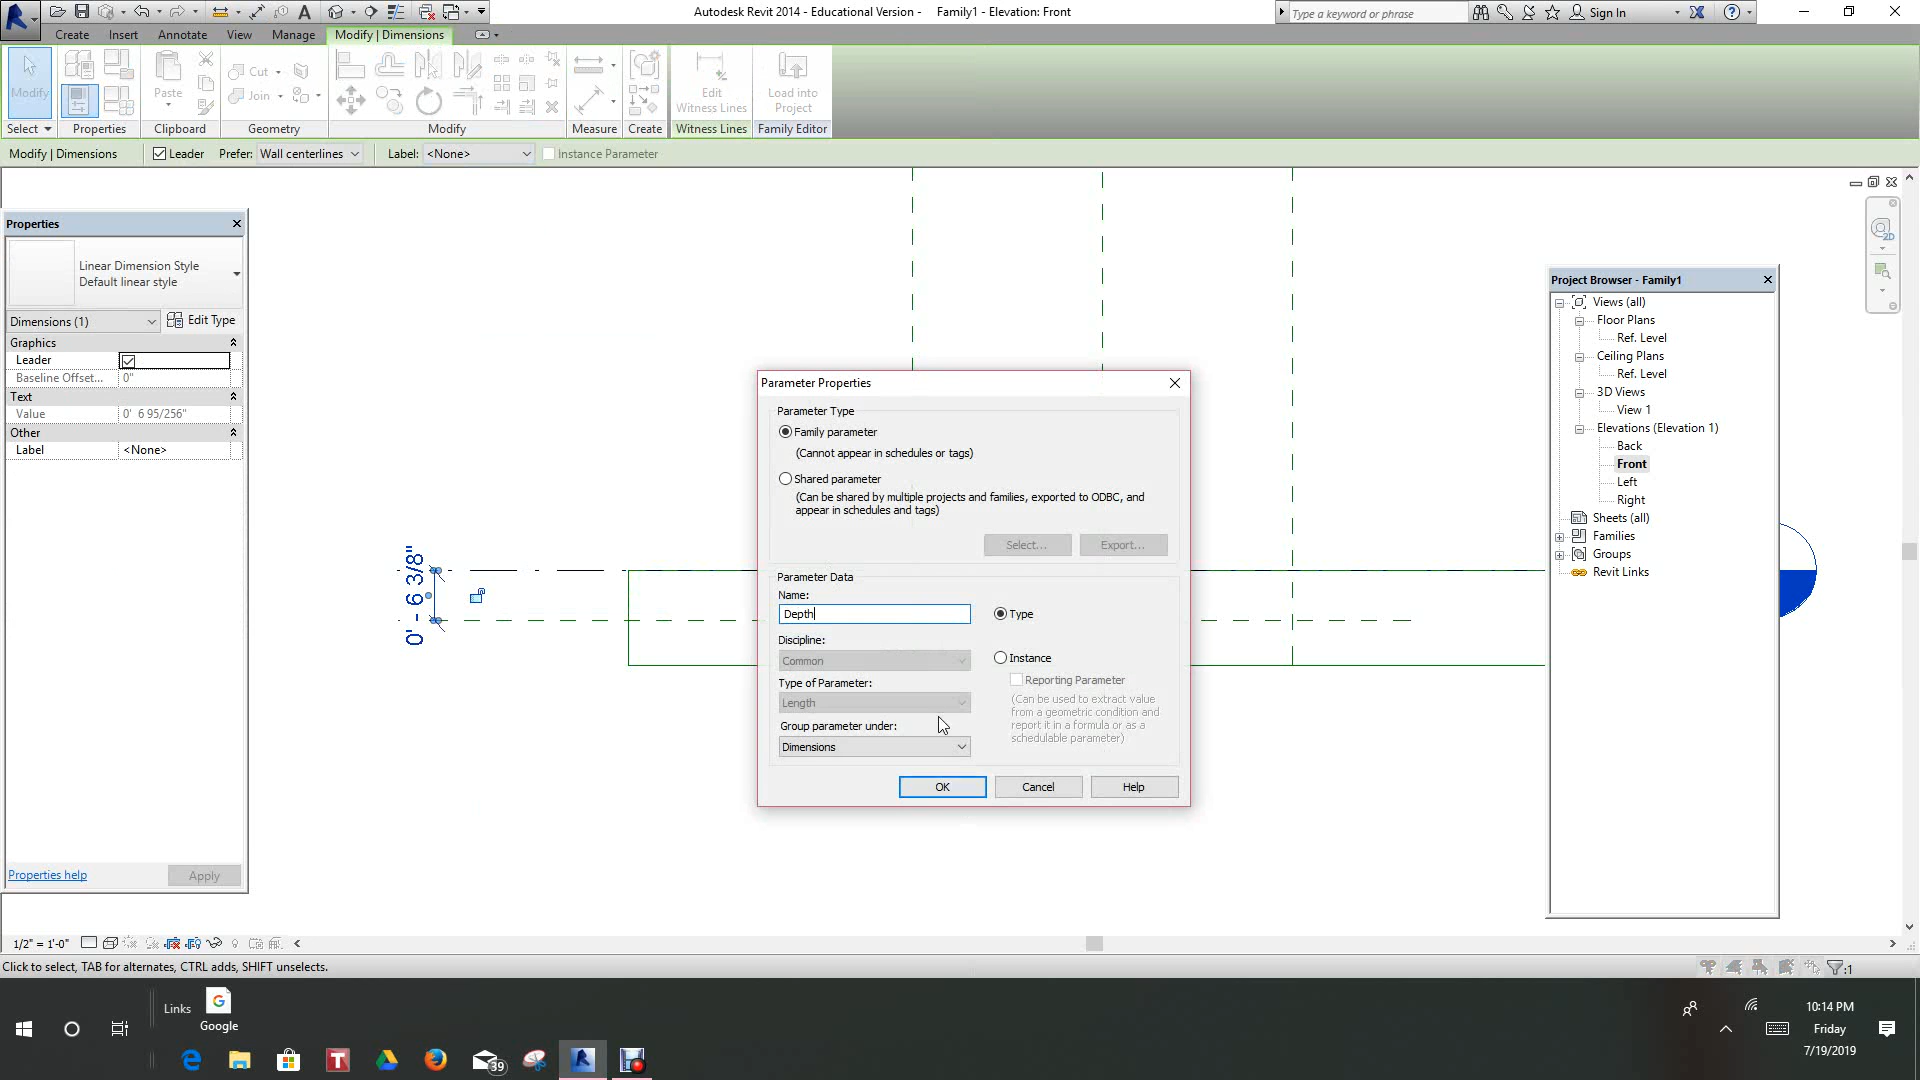 Autodesk Revit 2014 - Educational Version - Family1 - Elevation: Front
Type a keyword or phrase
Sign In
Create Insert Annotate View Manage Modify | Dimensions
Modify
Paste
Cut
Join
Edit Witness Lines
Load into Project
Select Properties Clipboard Geometry Modify Measure Create Witness Lines Family Editor
Modify | Dimensions Leader Prefer: Wall centerlines Label: <None> Instance Parameter
Properties
Linear Dimension Style
Default linear style
Dimensions (1) Edit Type
Graphics
Leader
Baseline Offset... 0"
Text
Value 0' 6 95/256"
Other
Label <None>
Properties help Apply
0' - 6 3/8"
Parameter Properties
Parameter Type
Family parameter
(Cannot appear in schedules or tags)
Shared parameter
(Can be shared by multiple projects and families, exported to ODBC, and
appear in schedules and tags)
Select... Export...
Parameter Data
Name:
Depth
Type
Discipline:
Common
Instance
Reporting Parameter
Type of Parameter:
Length
(Can be used to extract value
from a geometric condition and
report it in a formula or as a
schedulable parameter)
Group parameter under:
Dimensions
OK Cancel Help
Project Browser - Family1
Views (all)
Floor Plans
Ref. Level
Ceiling Plans
Ref. Level
3D Views
View 1
Elevations (Elevation 1)
Back
Front
Left
Right
Sheets (all)
Families
Groups
Revit Links
2D
1/2" = 1'-0"
Click to select, TAB for alternates, CTRL adds, SHIFT unselects.
:1
Links
Google
39
10:14 PM
Friday
7/19/2019